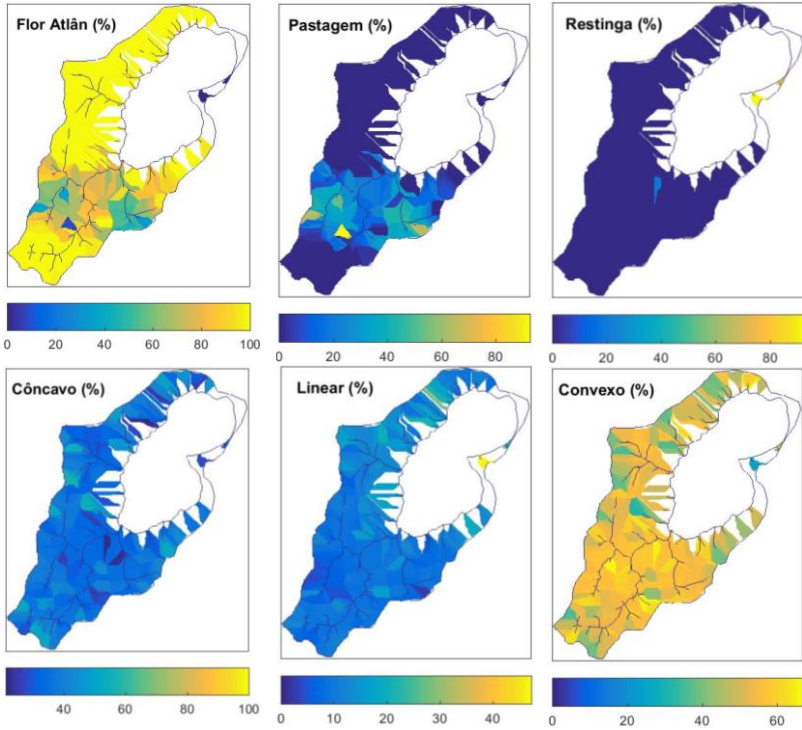 Flor Atlân (%)
Pastagem (%)
Restinga (%)
0 20 40 60 80 100
0 20 40 60 80
0 20 40 60 80
Côncavo (%)
Linear (%)
Convexo (%)
40 60 80 100
0 10 20 30 40
0 20 40 60